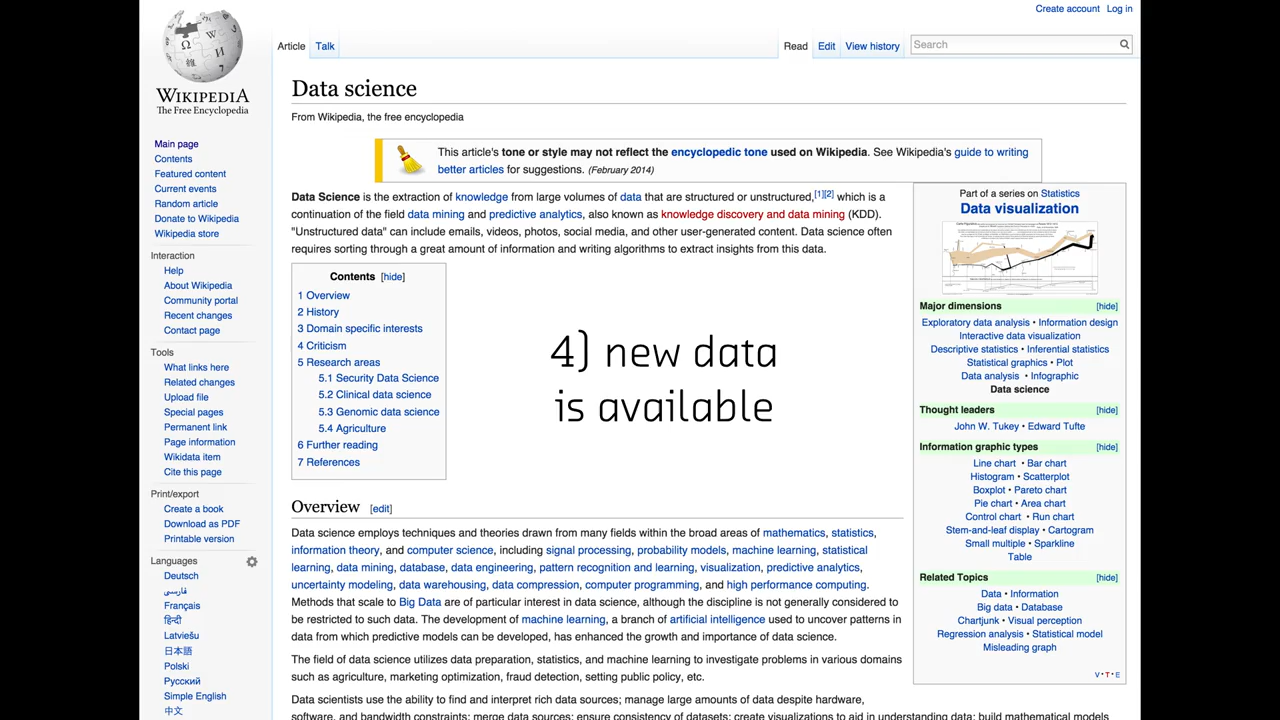 Create account Log in
Article Talk Read Edit View history Search
WIKIPEDIA
The Free Encyclopedia
Main page
Contents
Featured content
Current events
Random article
Donate to Wikipedia
Wikipedia store
Interaction
Help
About Wikipedia
Community portal
Recent changes
Contact page
Tools
What links here
Related changes
Upload file
Special pages
Permanent link
Page information
Wikidata item
Cite this page
Print/export
Create a book
Download as PDF
Printable version
Languages
Deutsch
فارسی
Français
हिन्दी
Latviešu
日本語
Polski
Русский
Simple English
中文
Data science
From Wikipedia, the free encyclopedia
This article's tone or style may not reflect the encyclopedic tone used on Wikipedia. See Wikipedia's guide to writing
better articles for suggestions. (February 2014)
Data Science is the extraction of knowledge from large volumes of data that are structured or unstructured,[1][2] which is a
continuation of the field data mining and predictive analytics, also known as knowledge discovery and data mining (KDD).
"Unstructured data" can include emails, videos, photos, social media, and other user-generated content. Data science often
requires sorting through a great amount of information and writing algorithms to extract insights from this data.
Contents [hide]
1 Overview
2 History
3 Domain specific interests
4 Criticism
5 Research areas
5.1 Security Data Science
5.2 Clinical data science
5.3 Genomic data science
5.4 Agriculture
6 Further reading
7 References
4) new data
is available
Overview [edit]
Data science employs techniques and theories drawn from many fields within the broad areas of mathematics, statistics,
information theory, and computer science, including signal processing, probability models, machine learning, statistical
learning, data mining, database, data engineering, pattern recognition and learning, visualization, predictive analytics,
uncertainty modeling, data warehousing, data compression, computer programming, and high performance computing.
Methods that scale to Big Data are of particular interest in data science, although the discipline is not generally considered to
be restricted to such data. The development of machine learning, a branch of artificial intelligence used to uncover patterns in
data from which predictive models can be developed, has enhanced the growth and importance of data science.
The field of data science utilizes data preparation, statistics, and machine learning to investigate problems in various domains
such as agriculture, marketing optimization, fraud detection, setting public policy, etc.
Data scientists use the ability to find and interpret rich data sources; manage large amounts of data despite hardware,
software, and bandwidth constraints; merge data sources; ensure consistency of datasets; create visualizations to aid in understanding data; build mathematical models
Part of a series on Statistics
Data visualization
Major dimensions [hide]
Exploratory data analysis • Information design
Interactive data visualization
Descriptive statistics • Inferential statistics
Statistical graphics • Plot
Data analysis • Infographic
Data science
Thought leaders [hide]
John W. Tukey • Edward Tufte
Information graphic types [hide]
Line chart • Bar chart
Histogram • Scatterplot
Boxplot • Pareto chart
Pie chart • Area chart
Control chart • Run chart
Stem-and-leaf display • Cartogram
Small multiple • Sparkline
Table
Related Topics [hide]
Data • Information
Big data • Database
Chartjunk • Visual perception
Regression analysis • Statistical model
Misleading graph
V • T • E